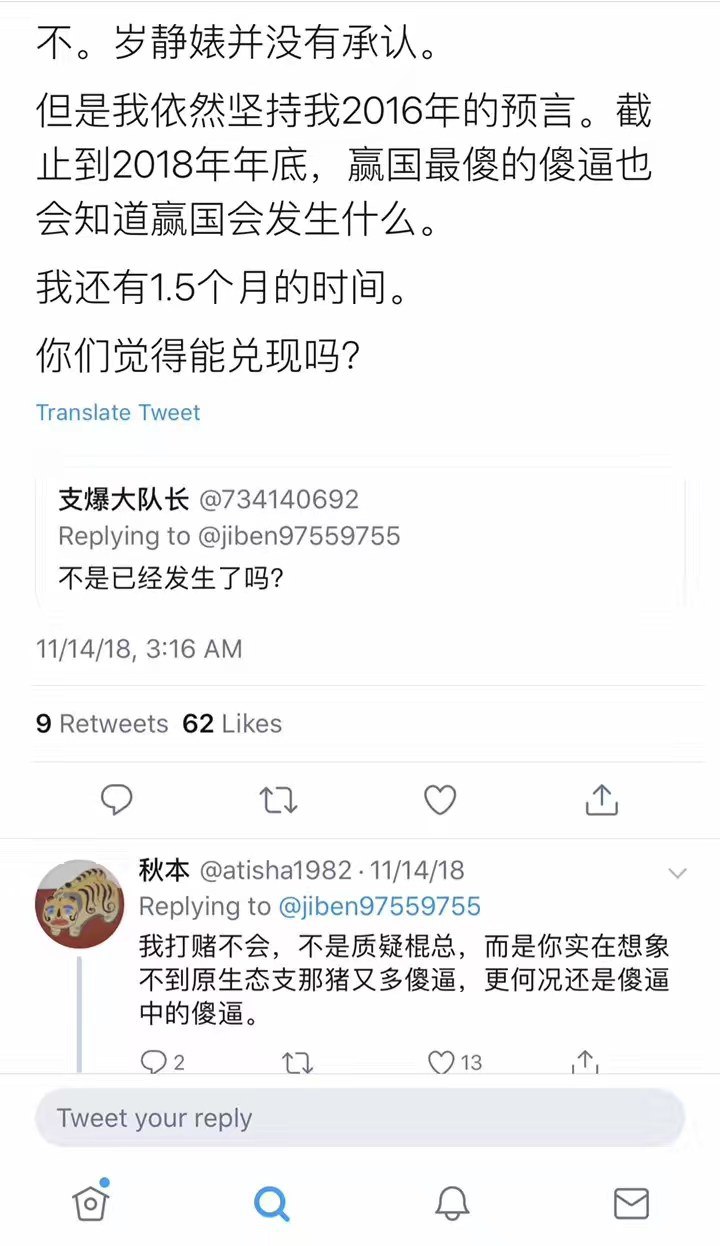 不。岁静婊并没有承认。
但是我依然坚持我2016年的预言。截
止到2018年年底，赢国最傻的傻逼也
会知道赢国会发生什么。
我还有1.5个月的时间。
你们觉得能兑现吗?
Translate Tweet
支爆大队长 @734140692
Replying to @jiben97559755
不是已经发生了吗?
11/14/18, 3:16 AM
9 Retweets 62 Likes
秋本 @atisha1982 · 11/14/18
Replying to @jiben97559755
我打赌不会，不是质疑棍总，而是你实在想象
不到原生态支那猪又多傻逼，更何况还是傻逼
中的傻逼。
2 13
Tweet your reply